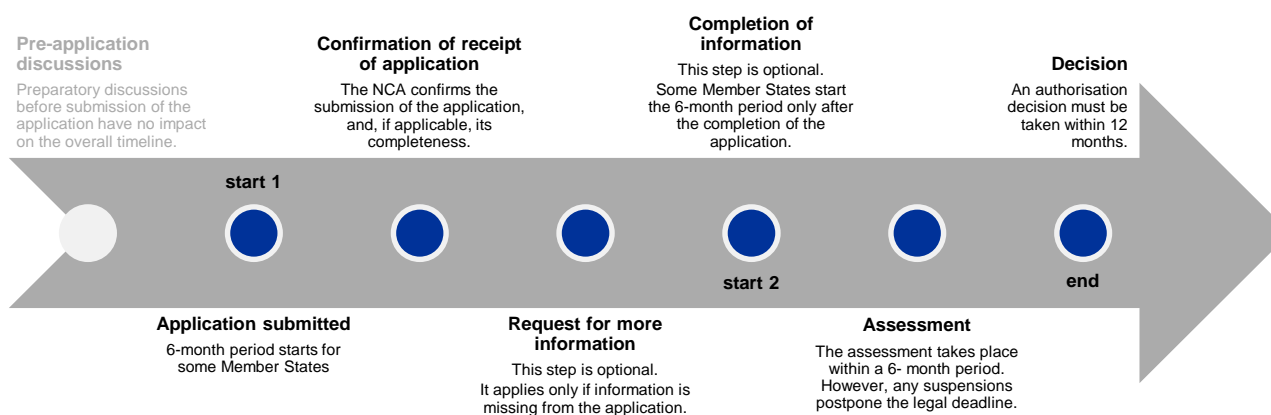 Pre-application
discussions
Preparatory discussions
before submission of the
application have no impact
on the overall timeline.
Confirmation of receipt
of application
The NCA confirms the
submission of the application,
and, if applicable, its
completeness.
Completion of
information
This step is optional.
Some Member States start
the 6-month period only after
the completion of the
application.
Decision
An authorisation
decision must be
taken within 12
months.
start 1
start 2
end
Application submitted
6-month period starts for
some Member States
Request for more
information
This step is optional.
It applies only if information is
missing from the application.
Assessment
The assessment takes place
within a 6- month period.
However, any suspensions
postpone the legal deadline.